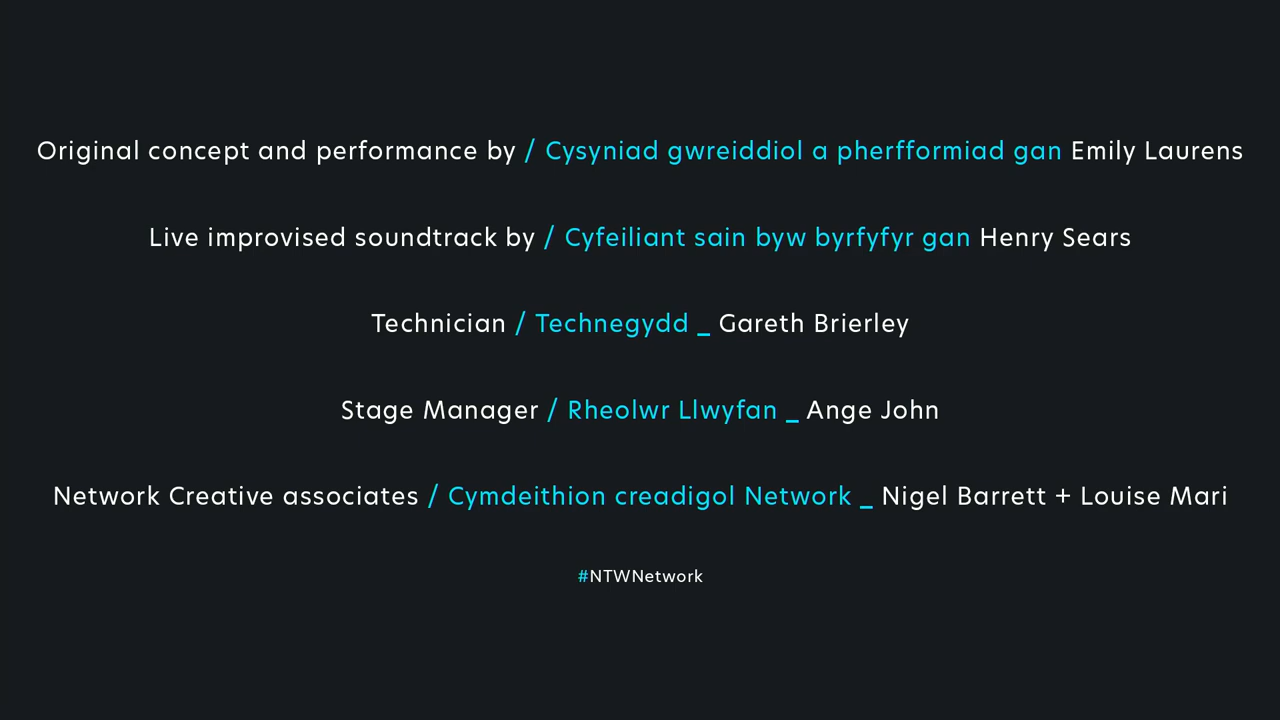 Original concept and performance by / Cysyniad gwreiddiol a pherfformiad gan Emily Laurens
Live improvised soundtrack by / Cyfeiliant sain byw byrfyfyr gan Henry Sears
Technician / Technegydd _ Gareth Brierley
Stage Manager / Rheolwr Llwyfan _ Ange John
Network Creative associates / Cymdeithion creadigol Network _ Nigel Barrett + Louise Mari
#NTWNetwork